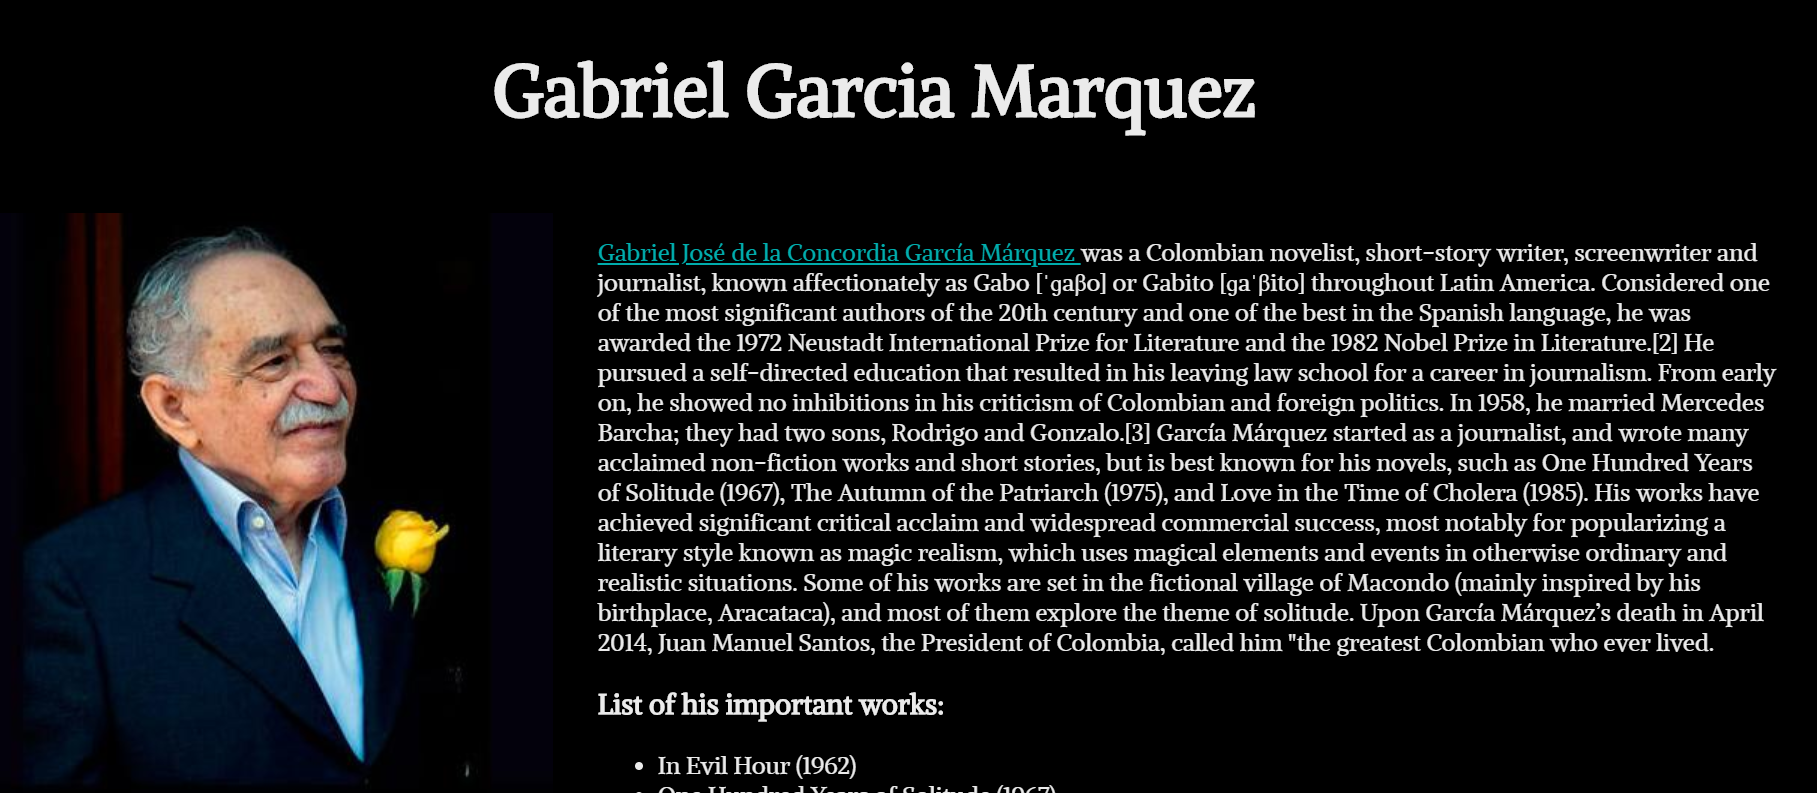 Gabriel Garcia Marquez
Gabriel José de la Concordia García Márquez was a Colombian novelist, short-story writer, screenwriter and
journalist, known affectionately as Gabo [ˈɡaβo] or Gabito [ɡaˈβito] throughout Latin America. Considered one
of the most significant authors of the 20th century and one of the best in the Spanish language, he was
awarded the 1972 Neustadt International Prize for Literature and the 1982 Nobel Prize in Literature.[2] He
pursued a self-directed education that resulted in his leaving law school for a career in journalism. From early
on, he showed no inhibitions in his criticism of Colombian and foreign politics. In 1958, he married Mercedes
Barcha; they had two sons, Rodrigo and Gonzalo.[3] García Márquez started as a journalist, and wrote many
acclaimed non-fiction works and short stories, but is best known for his novels, such as One Hundred Years
of Solitude (1967), The Autumn of the Patriarch (1975), and Love in the Time of Cholera (1985). His works have
achieved significant critical acclaim and widespread commercial success, most notably for popularizing a
literary style known as magic realism, which uses magical elements and events in otherwise ordinary and
realistic situations. Some of his works are set in the fictional village of Macondo (mainly inspired by his
birthplace, Aracataca), and most of them explore the theme of solitude. Upon García Márquez’s death in April
2014, Juan Manuel Santos, the President of Colombia, called him "the greatest Colombian who ever lived.
List of his important works:
• In Evil Hour (1962)
• One Hundred Years of Solitude (1967)